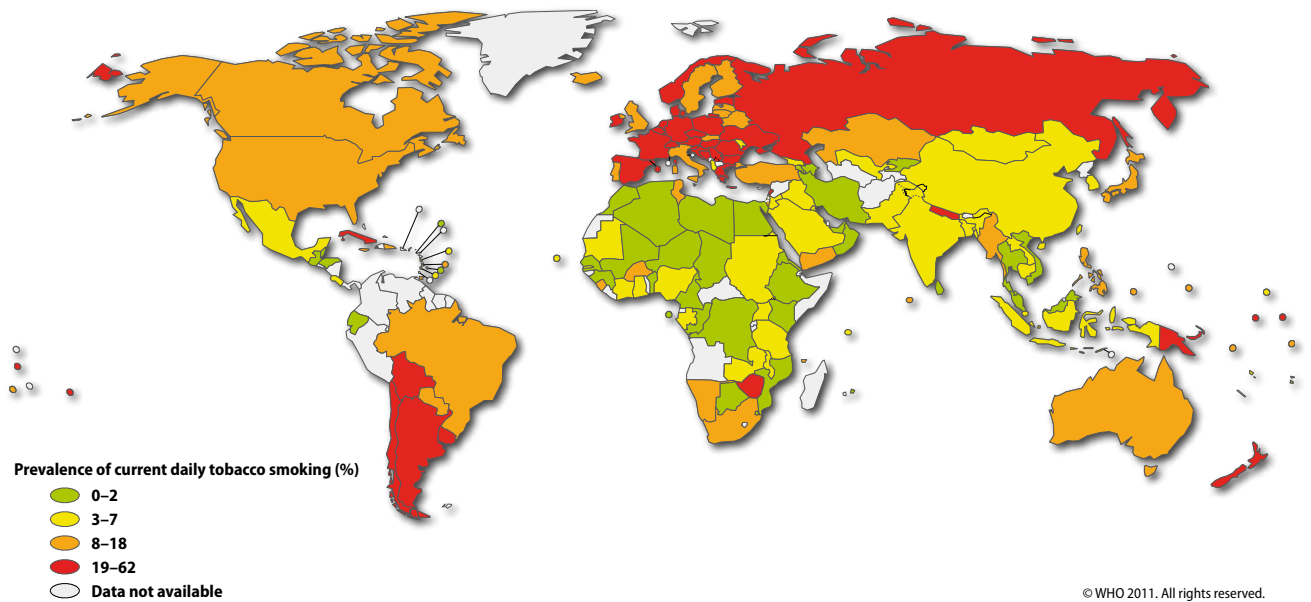 Prevalence of current daily tobacco smoking (%)
0–2
3–7
8–18
19–62
Data not available
© WHO 2011. All rights reserved.